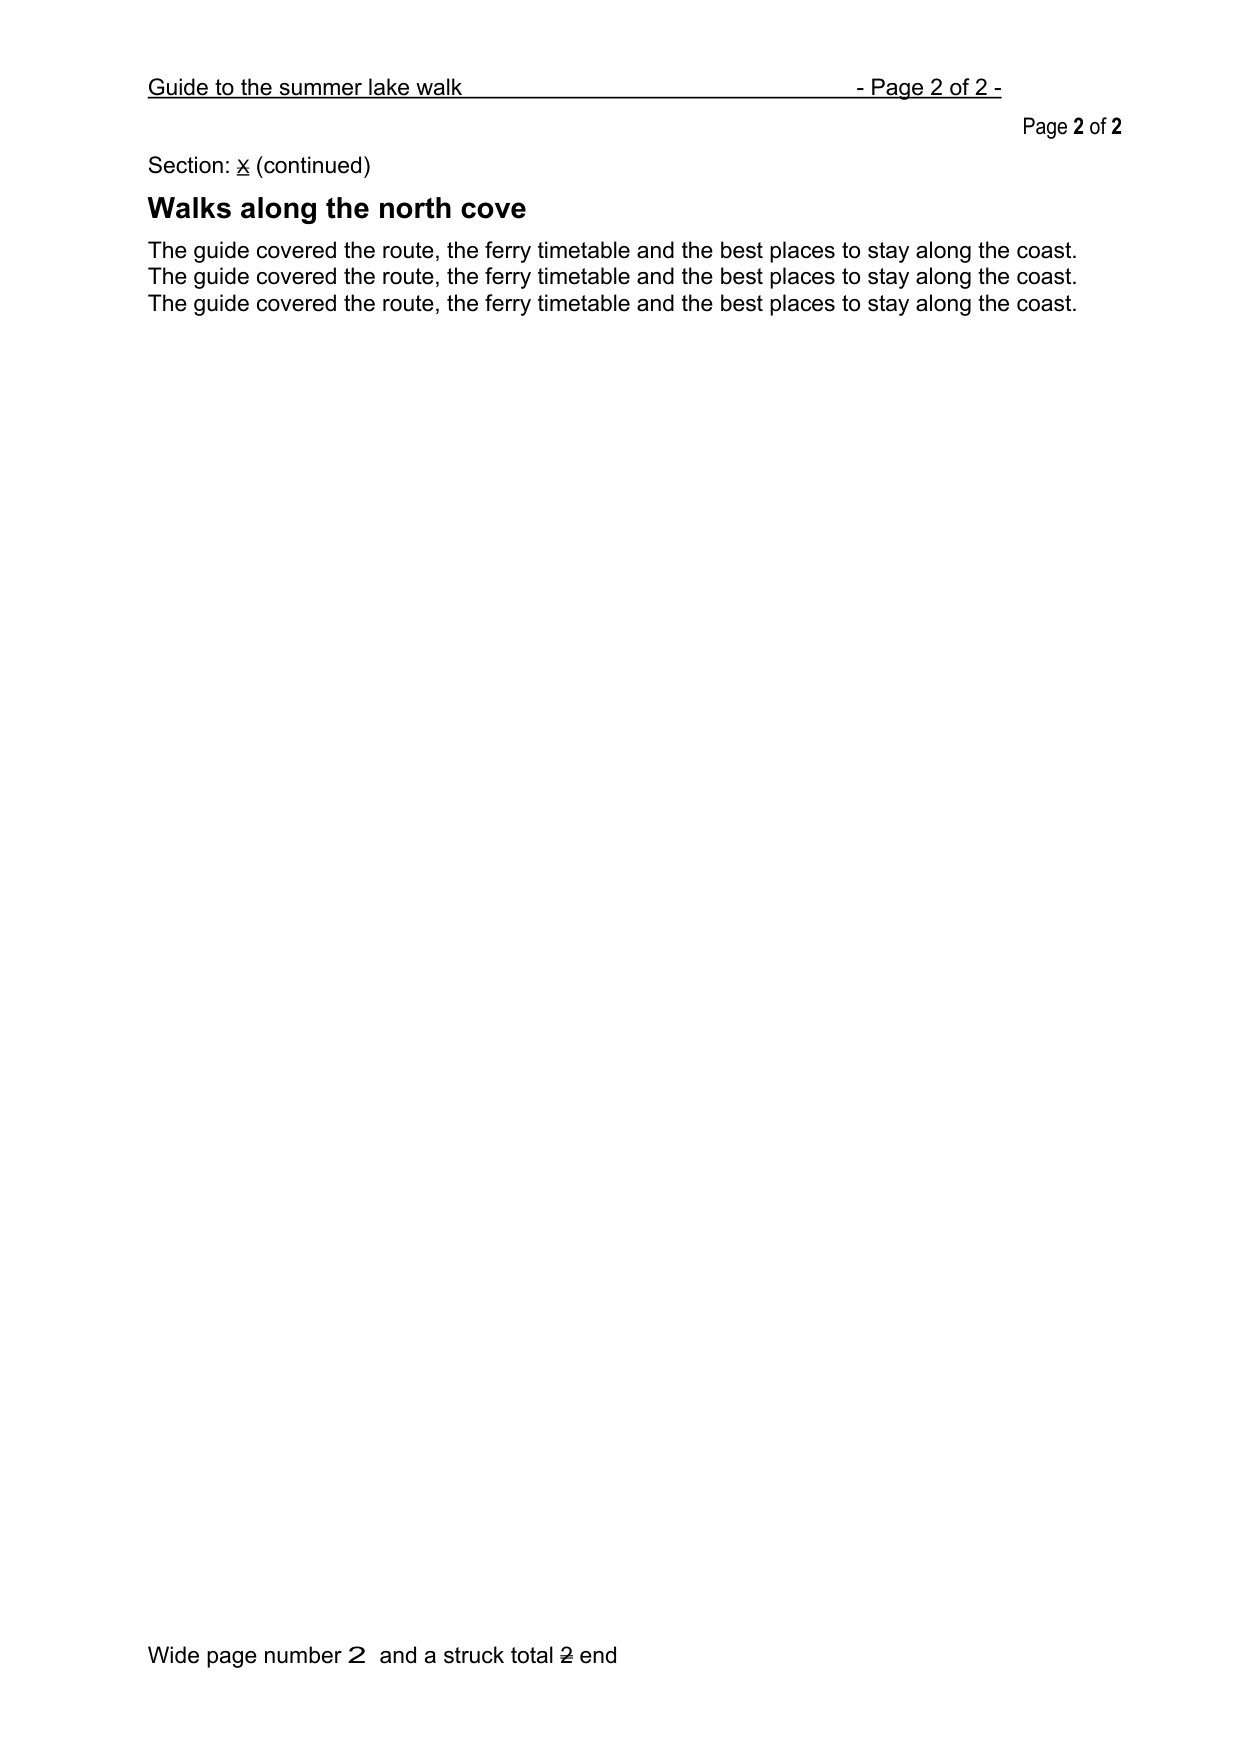 Guide to the summer lake walk - Page 2 of 2 -
Page 2 of 2
Section: x (continued)
Walks along the north cove
The guide covered the route, the ferry timetable and the best places to stay along the coast.
The guide covered the route, the ferry timetable and the best places to stay along the coast.
The guide covered the route, the ferry timetable and the best places to stay along the coast.
Wide page number 2 and a struck total 2 end